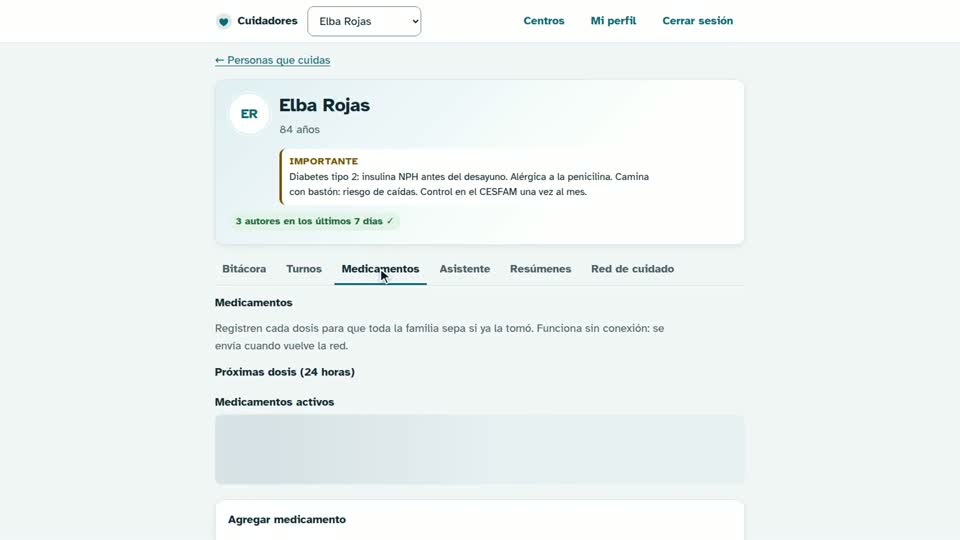 Cuidadores
Elba Rojas
Centros
Mi perfil
Cerrar sesión
← Personas que cuidas
ER
Elba Rojas
84 años
IMPORTANTE
Diabetes tipo 2: insulina NPH antes del desayuno. Alérgica a la penicilina. Camina
con bastón: riesgo de caídas. Control en el CESFAM una vez al mes.
3 autores en los últimos 7 días ✓
Bitácora
Turnos
Medicamentos
Asistente
Resúmenes
Red de cuidado
Medicamentos
Registren cada dosis para que toda la familia sepa si ya la tomó. Funciona sin conexión: se
envía cuando vuelve la red.
Próximas dosis (24 horas)
Medicamentos activos
Agregar medicamento